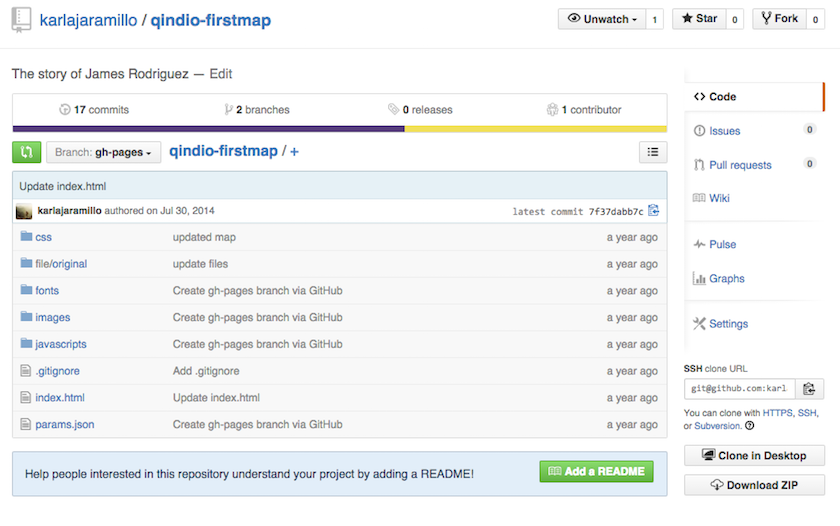 karlajaramillo / qindio-firstmap
Unwatch 1 Star 0 Fork 0
The story of James Rodriguez — Edit
17 commits 2 branches 0 releases 1 contributor
Branch: gh-pages qindio-firstmap / +
Update index.html
karlajaramillo authored on Jul 30, 2014 latest commit 7f37dabb7c
css updated map a year ago
file/original update files a year ago
fonts Create gh-pages branch via GitHub a year ago
images Create gh-pages branch via GitHub a year ago
javascripts Create gh-pages branch via GitHub a year ago
.gitignore Add .gitignore a year ago
index.html Update index.html a year ago
params.json Create gh-pages branch via GitHub a year ago
Help people interested in this repository understand your project by adding a README! Add a README
Code
Issues 0
Pull requests 0
Wiki
Pulse
Graphs
Settings
SSH clone URL
git@github.com:karl
You can clone with HTTPS, SSH,
or Subversion.
Clone in Desktop
Download ZIP